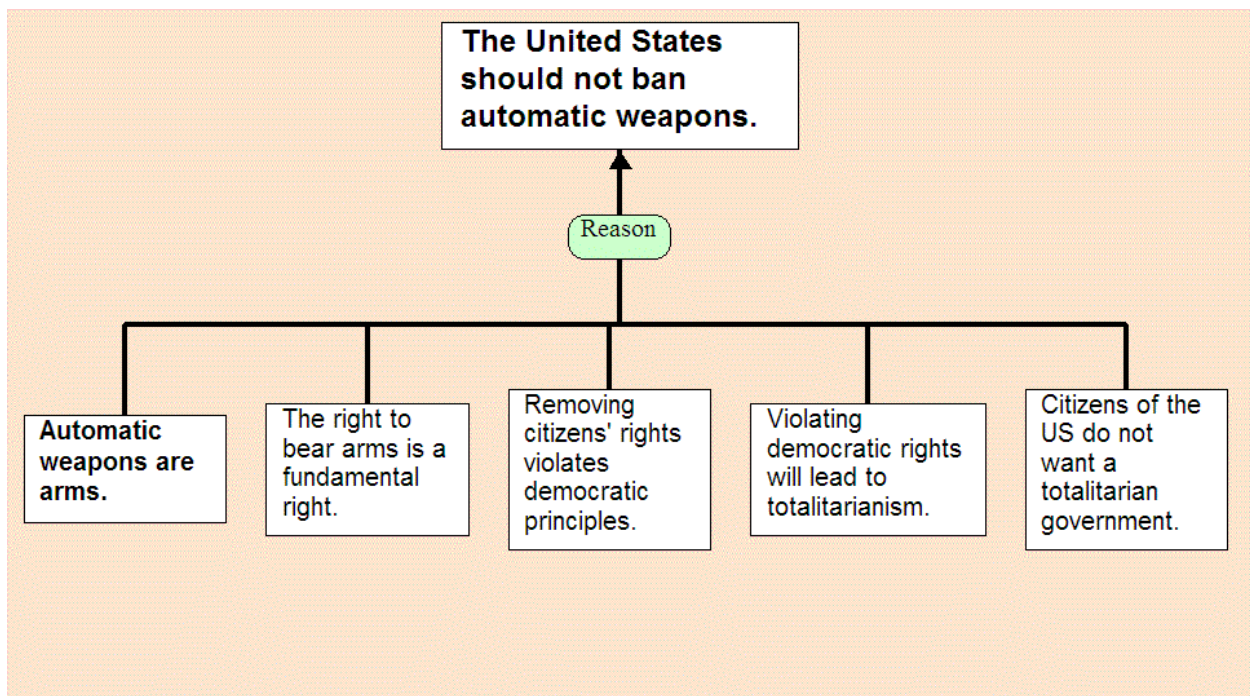 The United States
should not ban
automatic weapons.
Reason
Automatic
weapons are
arms.
The right to
bear arms is a
fundamental
right.
Removing
citizens' rights
violates
democratic
principles.
Violating
democratic rights
will lead to
totalitarianism.
Citizens of the
US do not
want a
totalitarian
government.